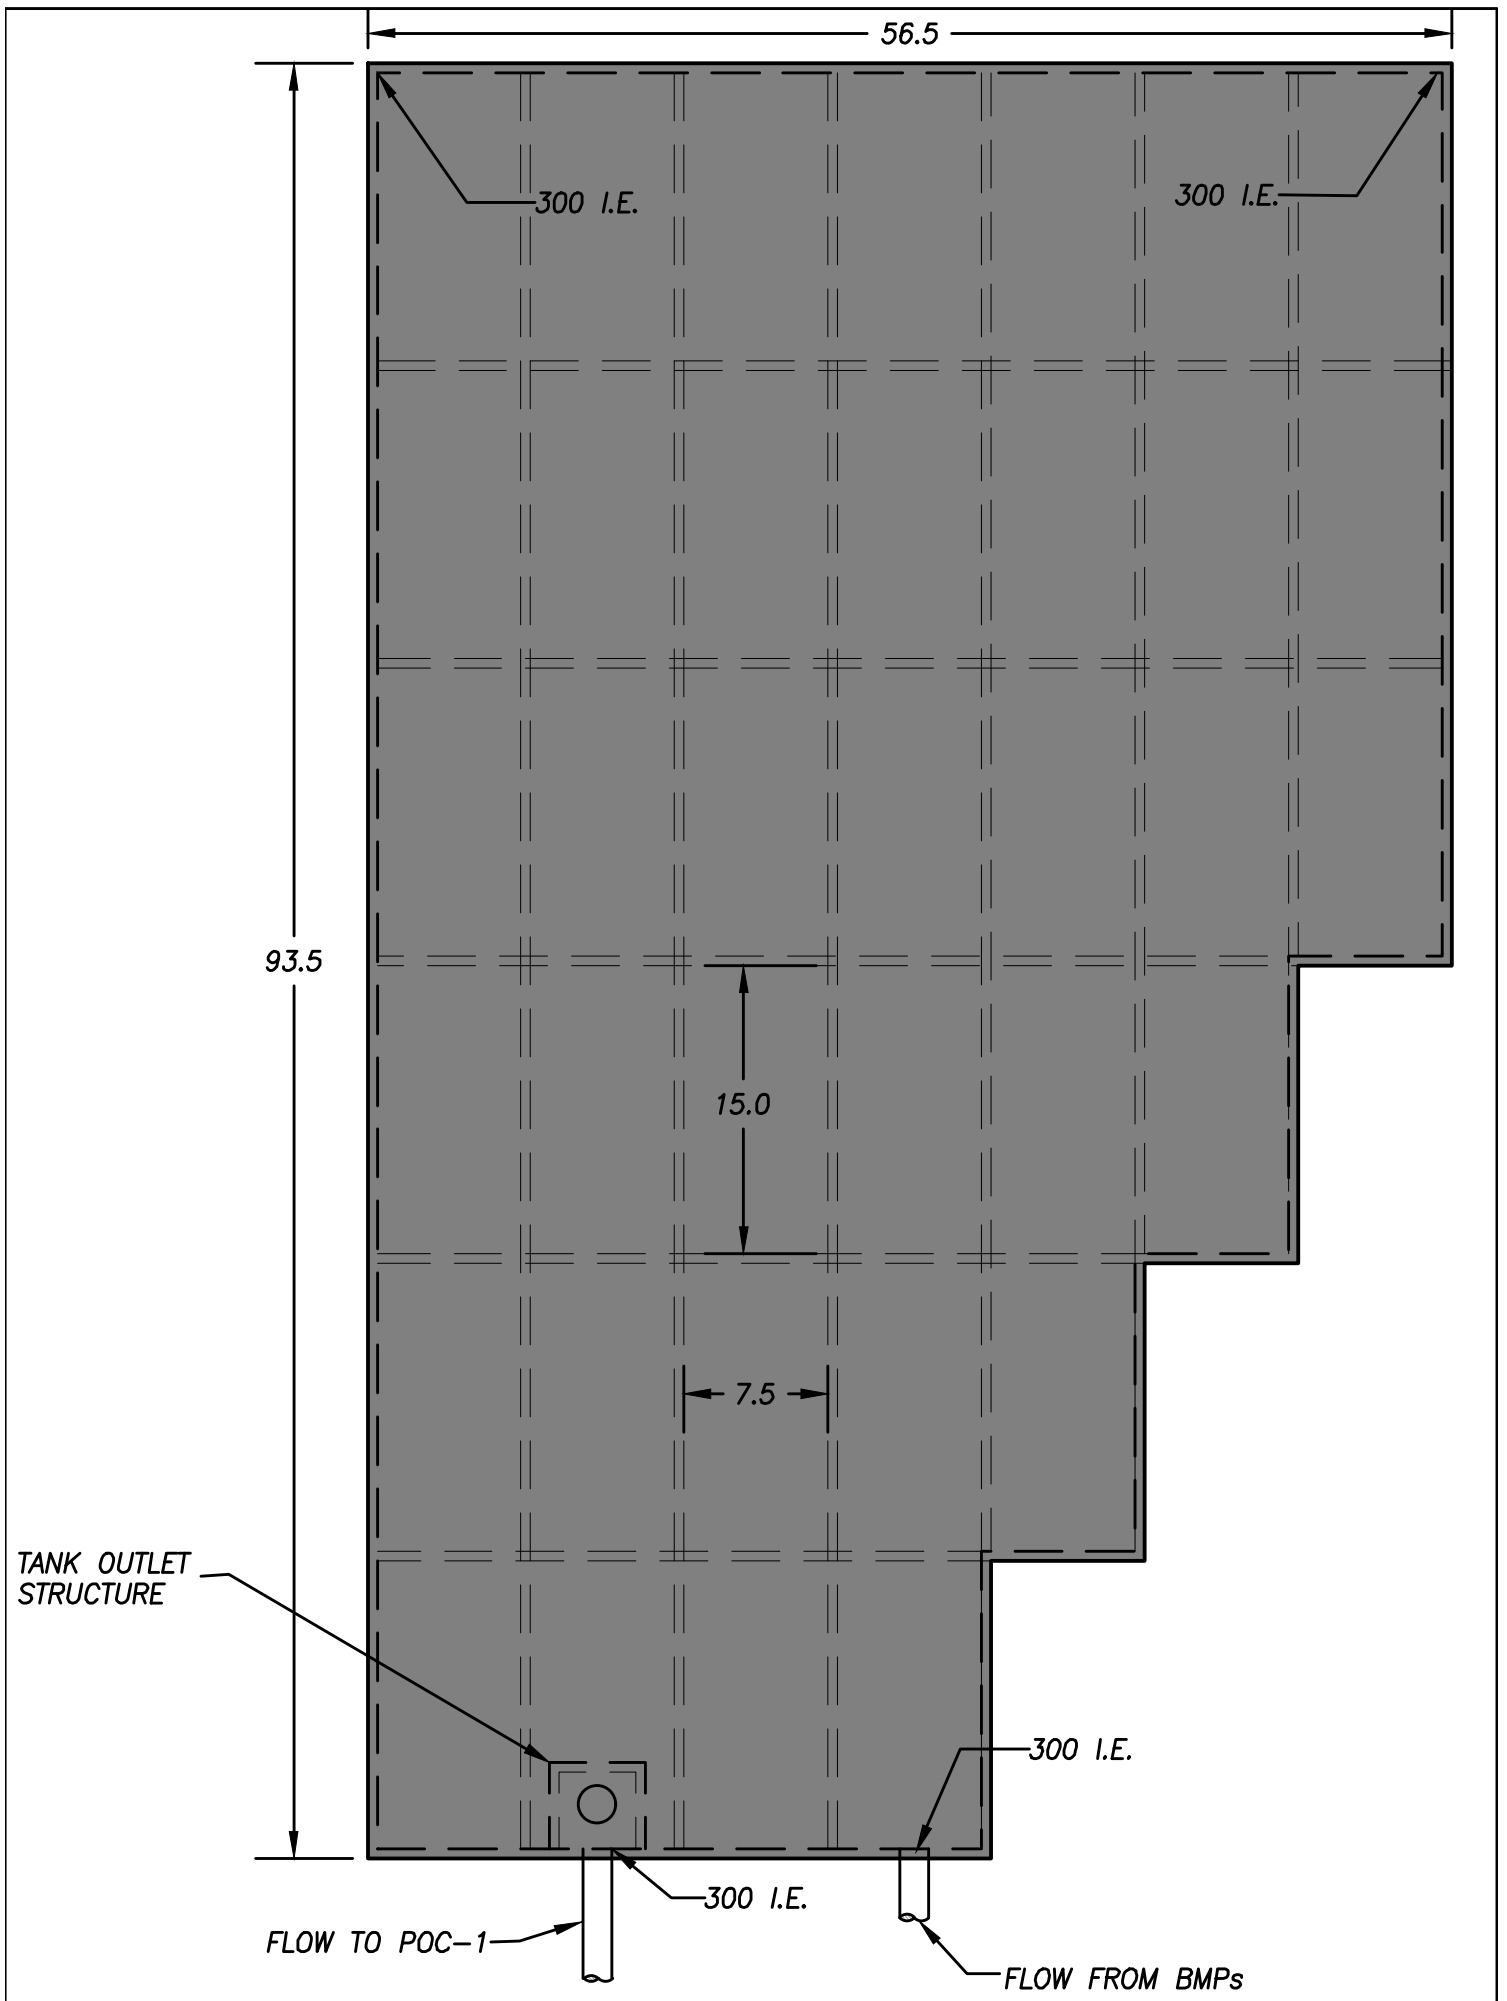 56.5
300 I.E.
300 I.E.
93.5
15.0
7.5
TANK OUTLET
STRUCTURE
300 I.E.
300 I.E.
FLOW TO POC-1
FLOW FROM BMPs